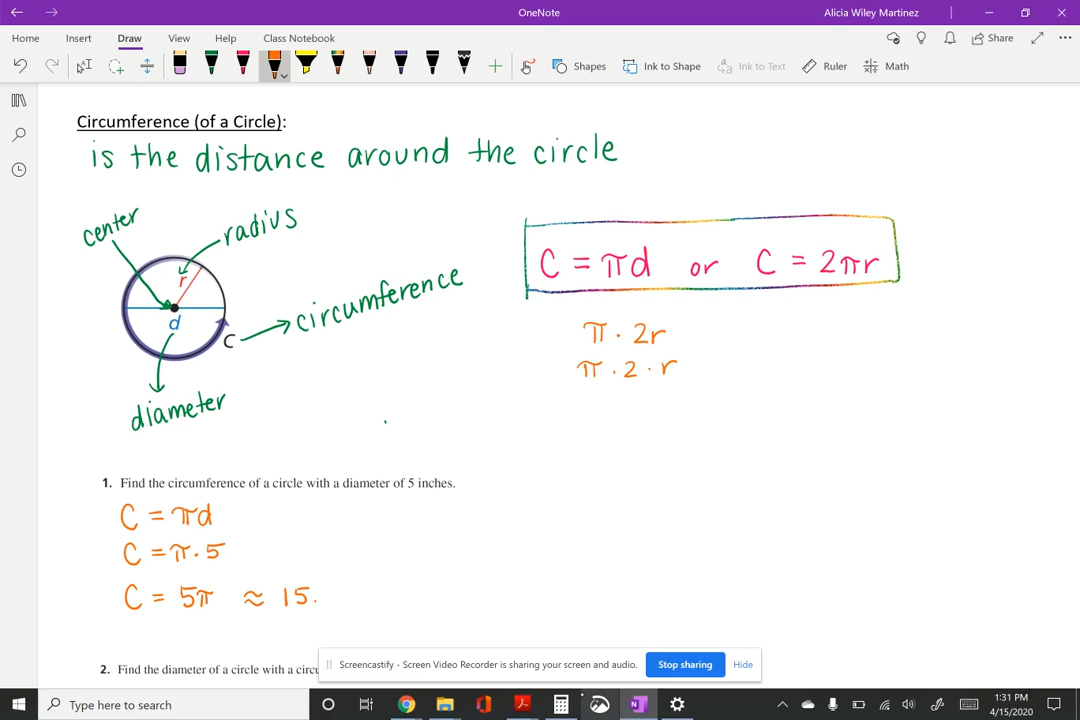 OneNote
Alicia Wiley Martinez
Home Insert Draw View Help Class Notebook
Share
Shapes Ink to Shape Ink to Text Ruler Math
Circumference (of a Circle):
is the distance around the circle
center
radius
r
d
C
circumference
diameter
C = πd or C = 2πr
π · 2r
π · 2 · r
1. Find the circumference of a circle with a diameter of 5 inches.
C = πd
C = π · 5
C = 5π ≈ 15.
2. Find the diameter of a circle with a circu
Screencastify - Screen Video Recorder is sharing your screen and audio.
Stop sharing
Hide
Type here to search
1:31 PM
4/15/2020